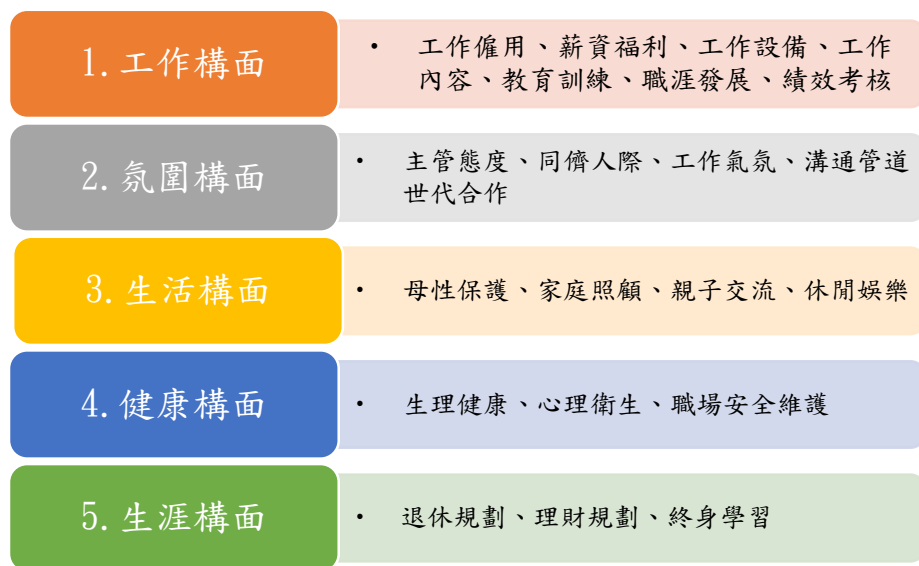 1.工作構面
• 工作僱用、薪資福利、工作設備、工作
內容、教育訓練、職涯發展、績效考核
2.氛圍構面
• 主管態度、同儕人際、工作氣氛、溝通管道
世代合作
3.生活構面
• 母性保護、家庭照顧、親子交流、休閒娛樂
4.健康構面
• 生理健康、心理衛生、職場安全維護
5.生涯構面
• 退休規劃、理財規劃、終身學習